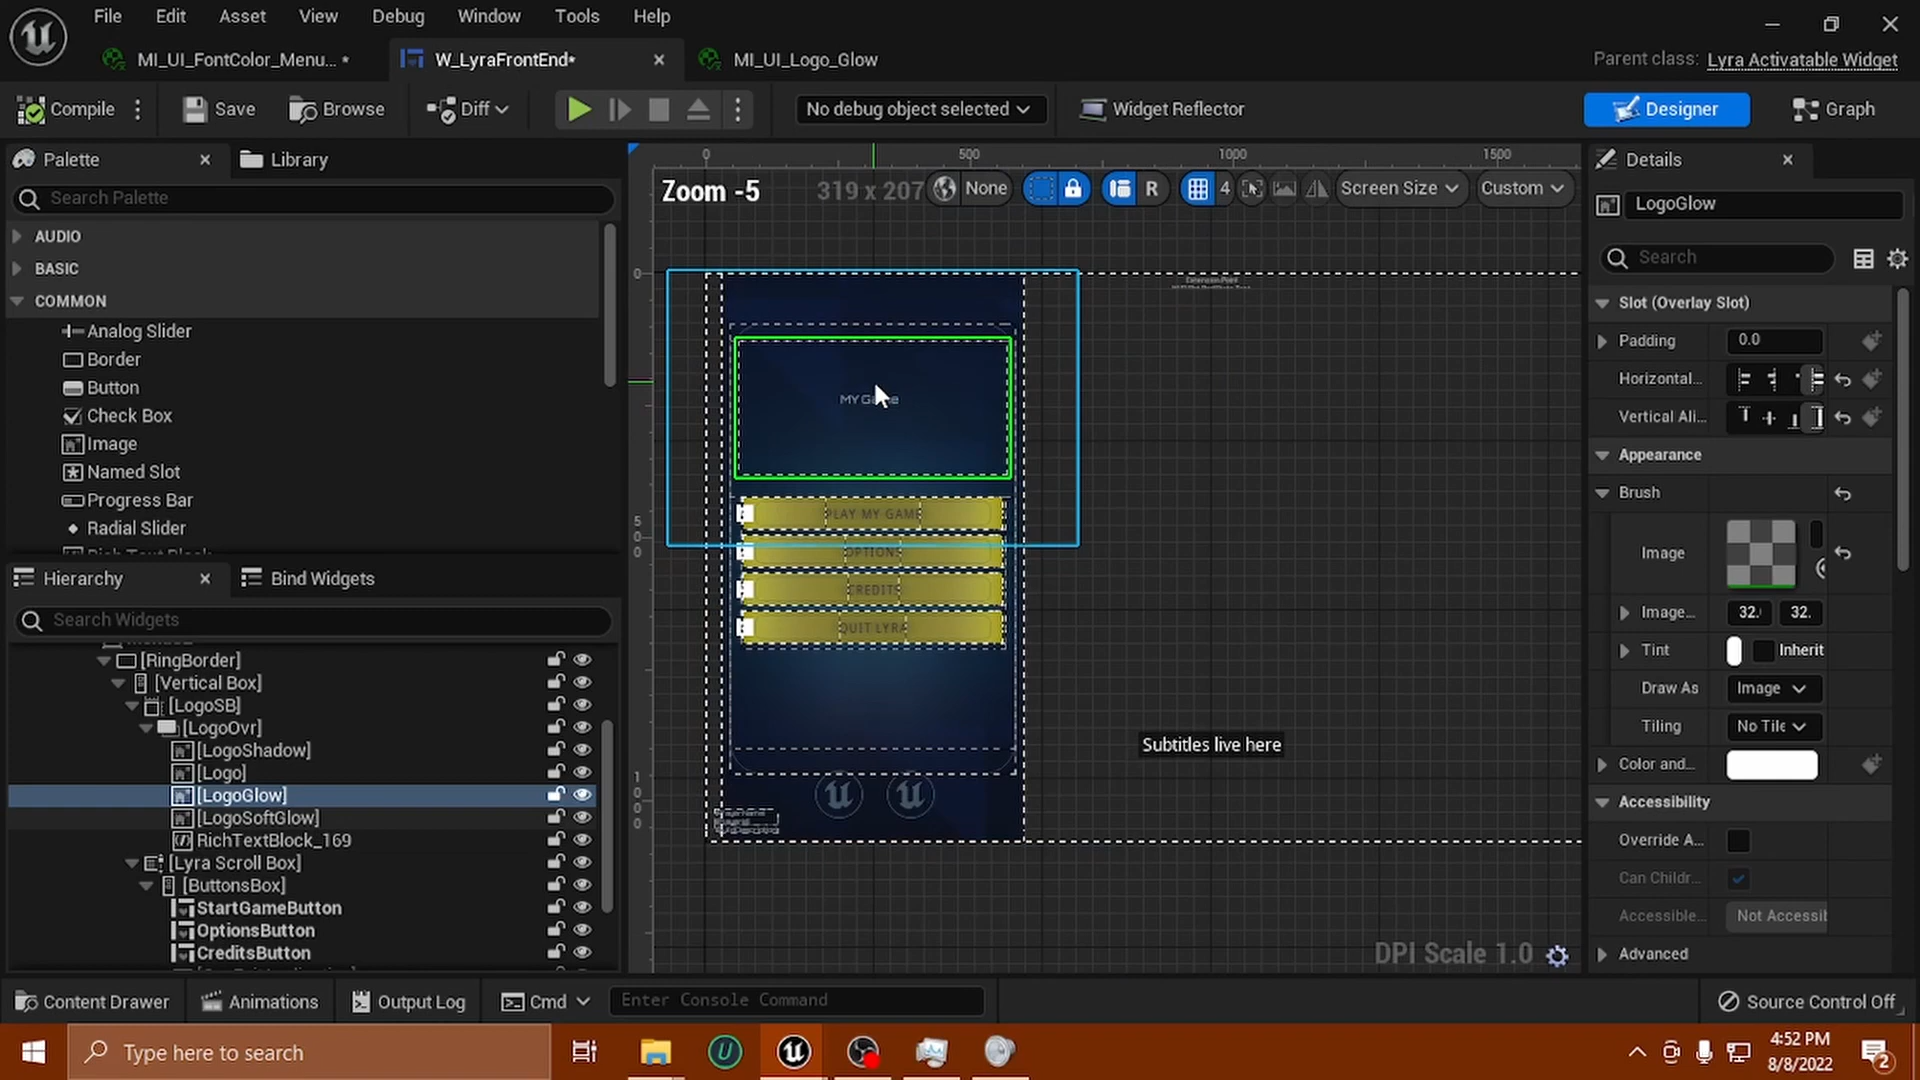 File Edit Asset View Debug Window Tools Help
MI_UI_FontColor_Menu... •
W_LyraFrontEnd*
MI_UI_Logo_Glow
Parent class: Lyra Activatable Widget
Compile
Save
Browse
Diff
No debug object selected
Widget Reflector
Designer
Graph
Palette
Library
Search Palette
AUDIO
BASIC
COMMON
Analog Slider
Border
Button
Check Box
Image
Named Slot
Progress Bar
Radial Slider
Hierarchy
Bind Widgets
Search Widgets
[RingBorder]
[Vertical Box]
[LogoSB]
[LogoOvr]
[LogoShadow]
[Logo]
[LogoGlow]
[LogoSoftGlow]
RichTextBlock_169
[Lyra Scroll Box]
[ButtonsBox]
StartGameButton
OptionsButton
CreditsButton
0 500 1000 1500
Zoom -5
319 x 207
None
R
4
Screen Size
Custom
0
500
1000
PLAY MY GAME
OPTIONS
CREDITS
QUIT LYRA
Subtitles live here
DPI Scale 1.0
Details
LogoGlow
Search
Slot (Overlay Slot)
Padding 0.0
Horizontal...
Vertical Ali...
Appearance
Brush
Image
Image... 32. 32.
Tint Inherit
Draw As Image
Tiling No Tile
Color and...
Accessibility
Override A...
Can Childr...
Accessible... Not Accessi
Advanced
Content Drawer
Animations
Output Log
Cmd
Enter Console Command
Source Control Off
Type here to search
4:52 PM
8/8/2022
2